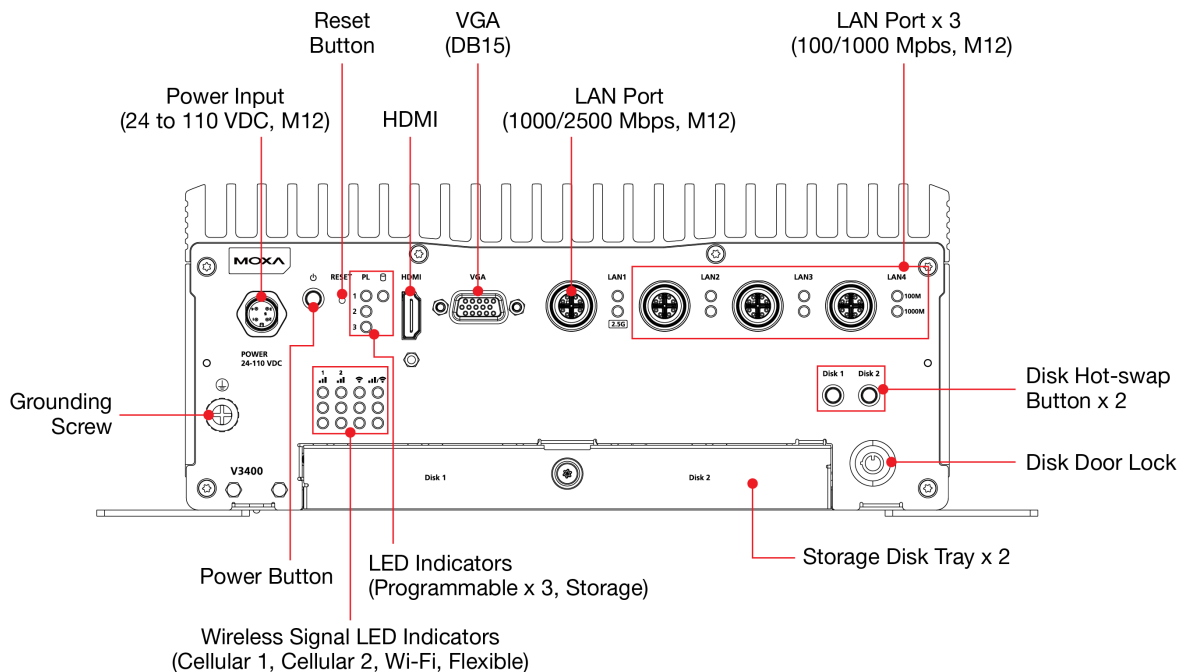 Reset
Button
VGA
(DB15)
LAN Port x 3
(100/1000 Mpbs, M12)
Power Input
(24 to 110 VDC, M12)
HDMI
LAN Port
(1000/2500 Mbps, M12)
MOXA
RESET
PL
HDMI
VGA
LAN1
LAN2
LAN3
LAN4
1
2
3
100M
1000M
2.5G
POWER
24-110 VDC
1
2
Disk 1
Disk 2
Disk Hot-swap
Button x 2
Grounding
Screw
Disk Door Lock
V3400
Disk 1
Disk 2
Storage Disk Tray x 2
Power Button
LED Indicators
(Programmable x 3, Storage)
Wireless Signal LED Indicators
(Cellular 1, Cellular 2, Wi-Fi, Flexible)